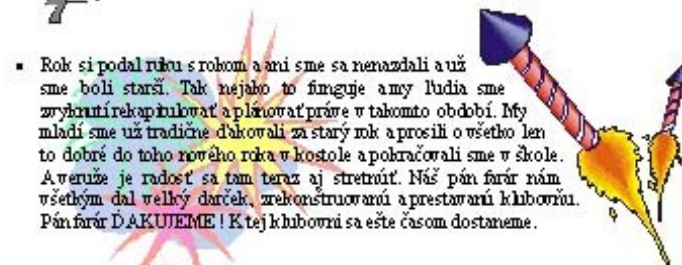 ▪ Rok si podal ruku s rokom a ani sme sa nenazdali a už
sme boli starší. Tak nejako to funguje a my ľudia sme
zvyknutí rekapitulovať a plánovať práve v takomto období. My
mladí sme už tradične ďakovali za starý rok a prosili o všetko len
to dobré do toho nového roka v kostole a pokračovali sme v škole.
A veruže je radosť sa tam teraz aj stretnúť. Náš pán farár nám
všetkým dal veľký darček, zrekonštruovanú a prestavanú klubovňu.
Pán farár ĎAKUJEME ! K tej klubovni sa ešte časom dostaneme.